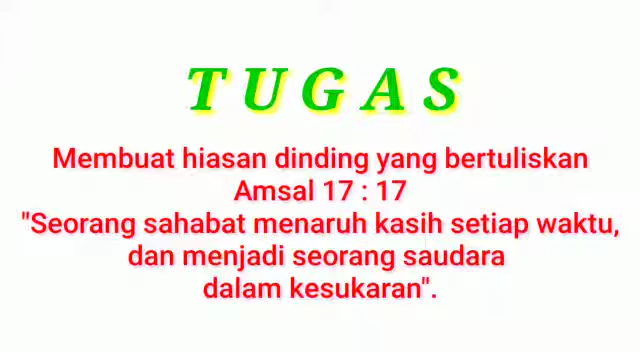 TUGAS
Membuat hiasan dinding yang bertuliskan
Amsal 17 : 17
"Seorang sahabat menaruh kasih setiap waktu,
dan menjadi seorang saudara
dalam kesukaran".